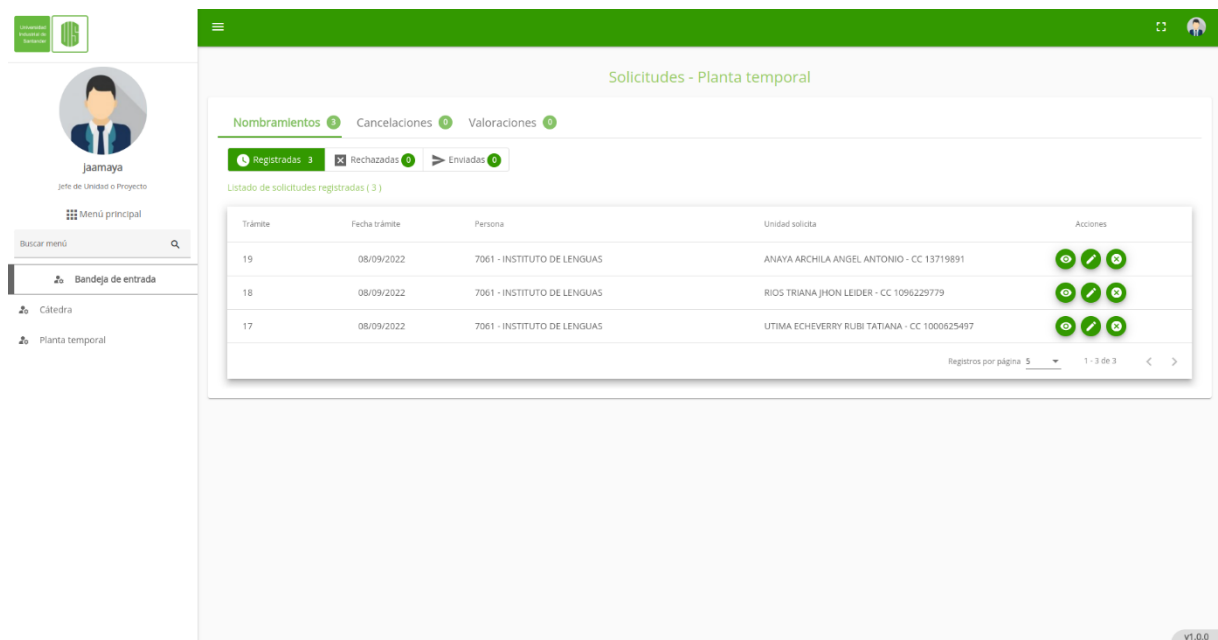 Universidad
Industrial de
Santander
Solicitudes - Planta temporal
Nombramientos 3 Cancelaciones 0 Valoraciones 0
jaamaya
Jefe de Unidad o Proyecto
Menú principal
Buscar menú
Bandeja de entrada
Cátedra
Planta temporal
Registradas 3 Rechazadas 0 Enviadas 0
Listado de solicitudes registradas ( 3 )
Trámite Fecha trámite Persona Unidad solicita Acciones
19 08/09/2022 7061 - INSTITUTO DE LENGUAS ANAYA ARCHILA ANGEL ANTONIO - CC 13719891
18 08/09/2022 7061 - INSTITUTO DE LENGUAS RIOS TRIANA JHON LEIDER - CC 1096229779
17 08/09/2022 7061 - INSTITUTO DE LENGUAS UTIMA ECHEVERRY RUBI TATIANA - CC 1000625497
Registros por página 5 1 - 3 de 3
v1.0.0